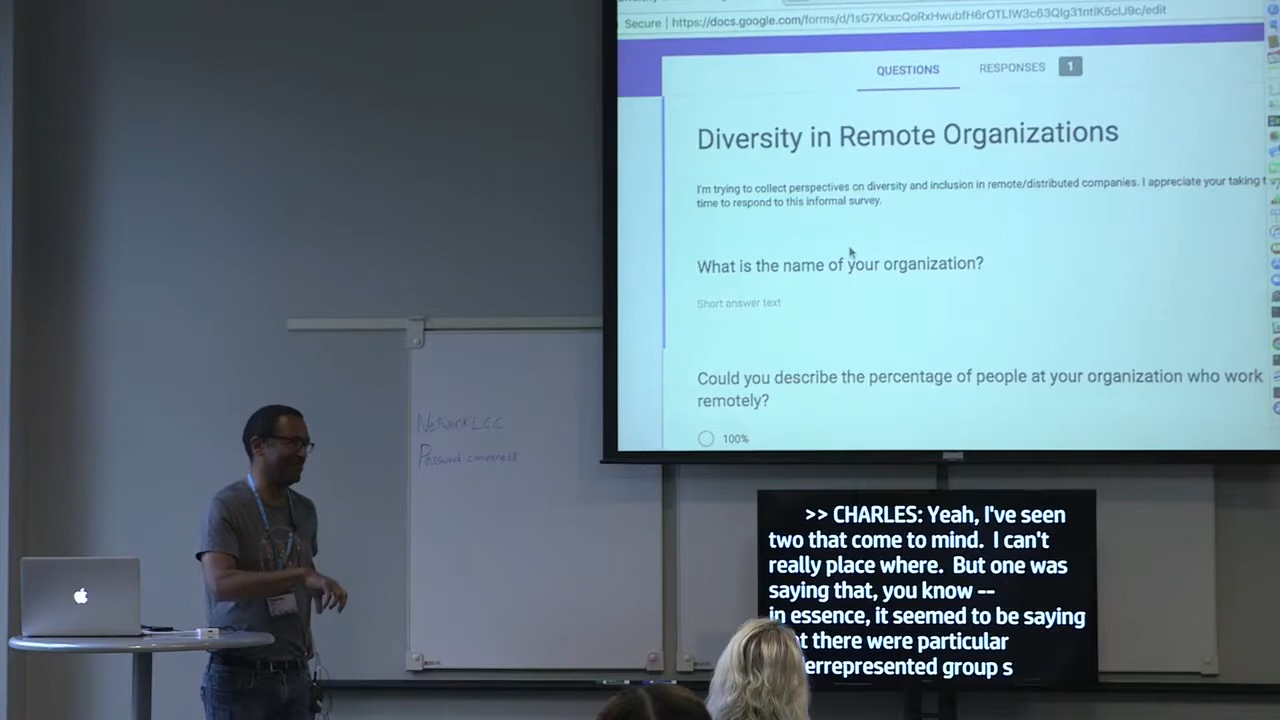 Secure | https://docs.google.com/forms/d/1sG7XkxcQoRxHwubfH6rOTLIW3c63Qlg31ntiK5clJ9c/edit
QUESTIONS RESPONSES 1
Diversity in Remote Organizations
I'm trying to collect perspectives on diversity and inclusion in remote/distributed companies. I appreciate your taking
time to respond to this informal survey.
What is the name of your organization?
Short answer text
Could you describe the percentage of people at your organization who work
remotely?
100%
Network LCC
Password
>> CHARLES: Yeah, I've seen
two that come to mind. I can't
really place where. But one was
saying that, you know --
in essence, it seemed to be saying
there were particular
group s